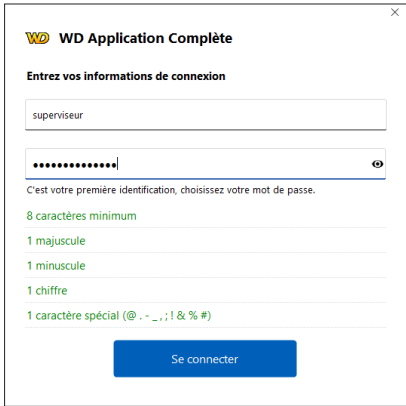 WD WD Application Complète
Entrez vos informations de connexion
superviseur
••••••••••••••
C'est votre première identification, choisissez votre mot de passe.
8 caractères minimum
1 majuscule
1 minuscule
1 chiffre
1 caractère spécial (@ . - _ , ; ! & % #)
Se connecter